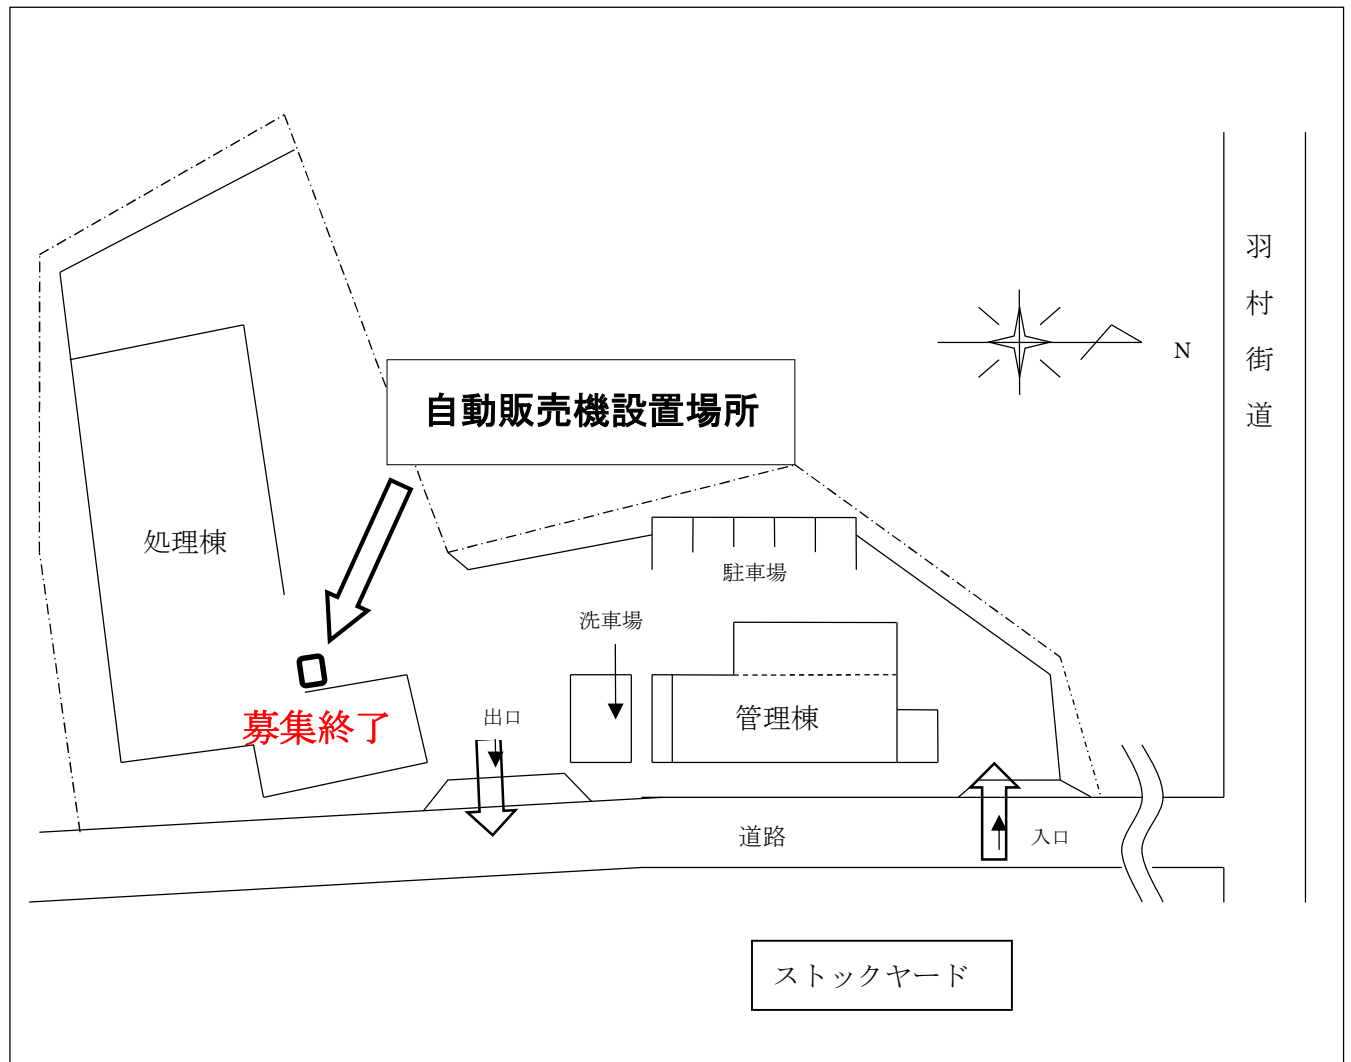 羽村街道
N
自動販売機設置場所
処理棟
駐車場
洗車場
募集終了
出口
管理棟
道路
入口
ストックヤード